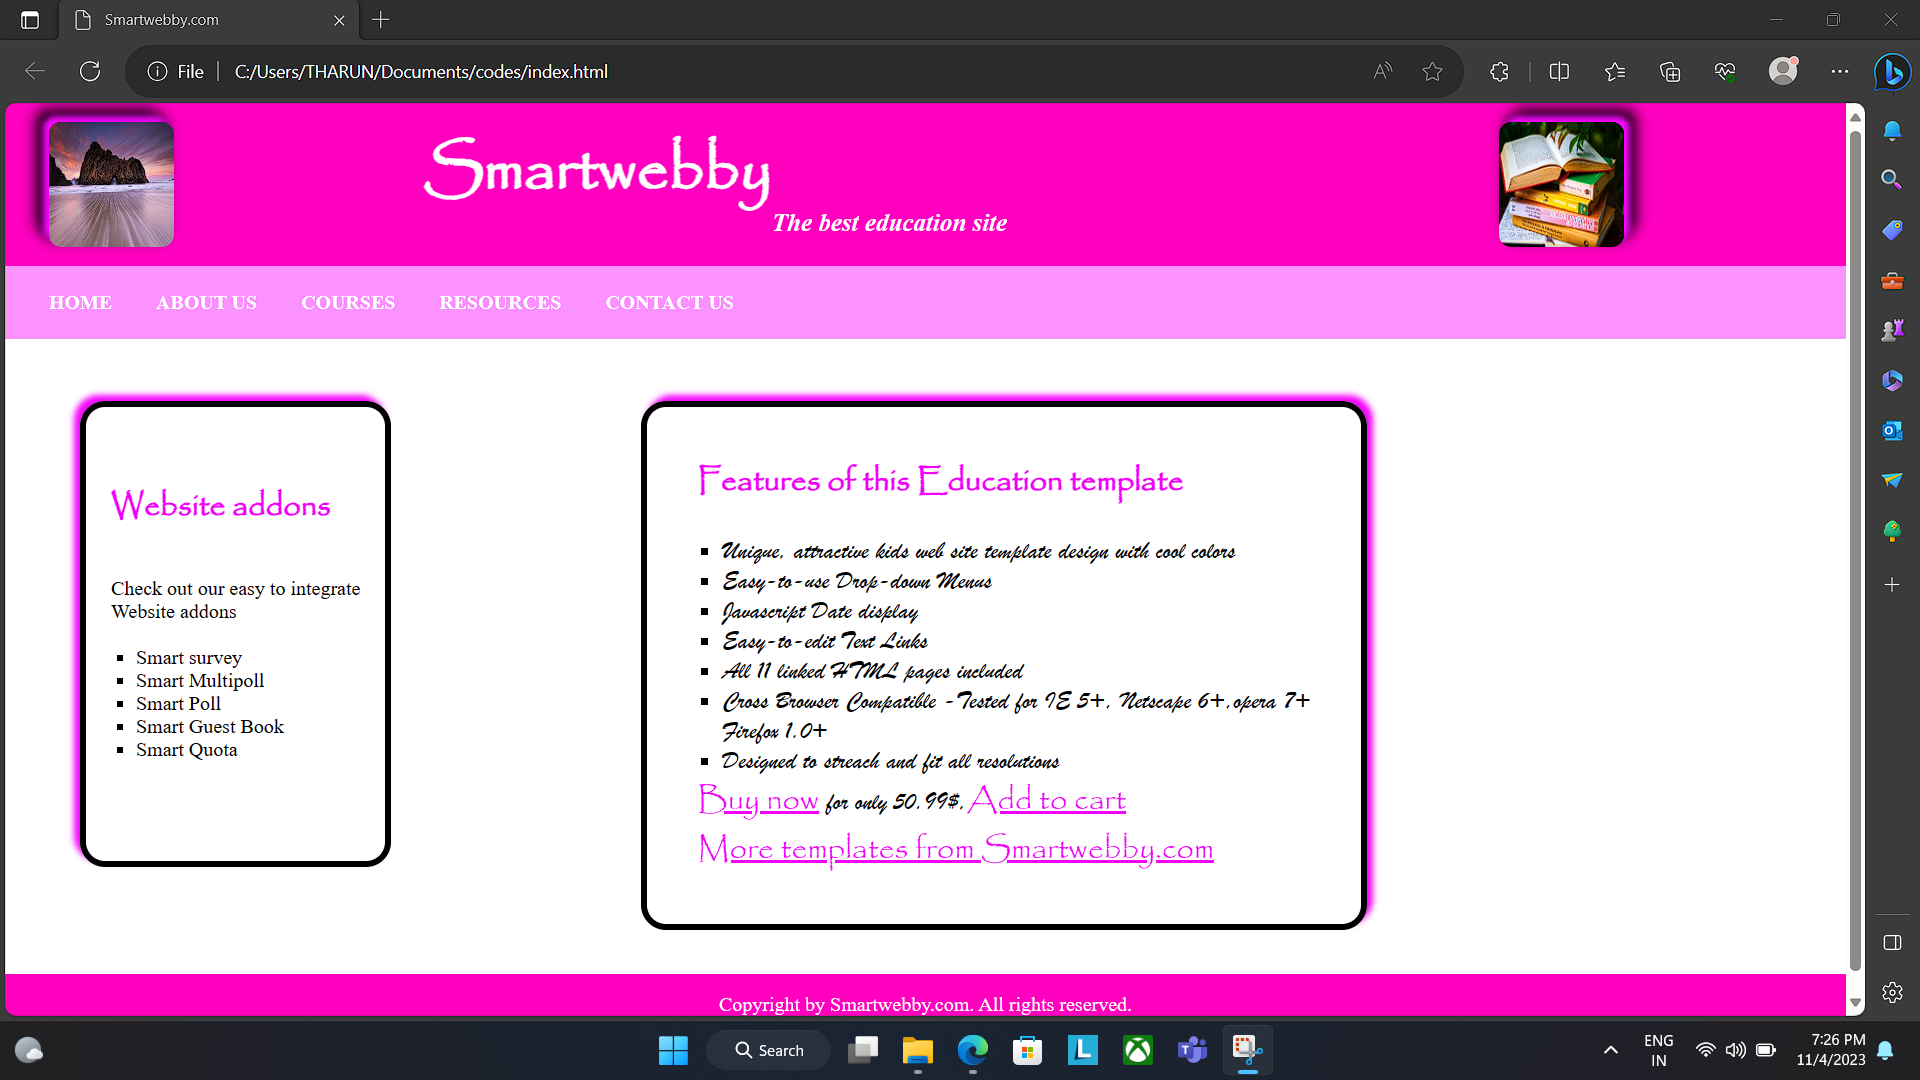 Smartwebby.com
File
C:/Users/THARUN/Documents/codes/index.html
Smartwebby
The best education site
HOME ABOUT US COURSES RESOURCES CONTACT US
Website addons
Check out our easy to integrate
Website addons
Smart survey
Smart Multipoll
Smart Poll
Smart Guest Book
Smart Quota
Features of this Education template
Unique, attractive kids web site template design with cool colors
Easy-to-use Drop-down Menus
Javascript Date display
Easy-to-edit Text Links
All 11 linked HTML pages included
Cross Browser Compatible -Tested for IE 5+, Netscape 6+,opera 7+
Firefox 1.0+
Designed to streach and fit all resolutions
Buy now for only 50.99$. Add to cart
More templates from Smartwebby.com
Copyright by Smartwebby.com. All rights reserved.
Search
ENG
IN
7:26 PM
11/4/2023